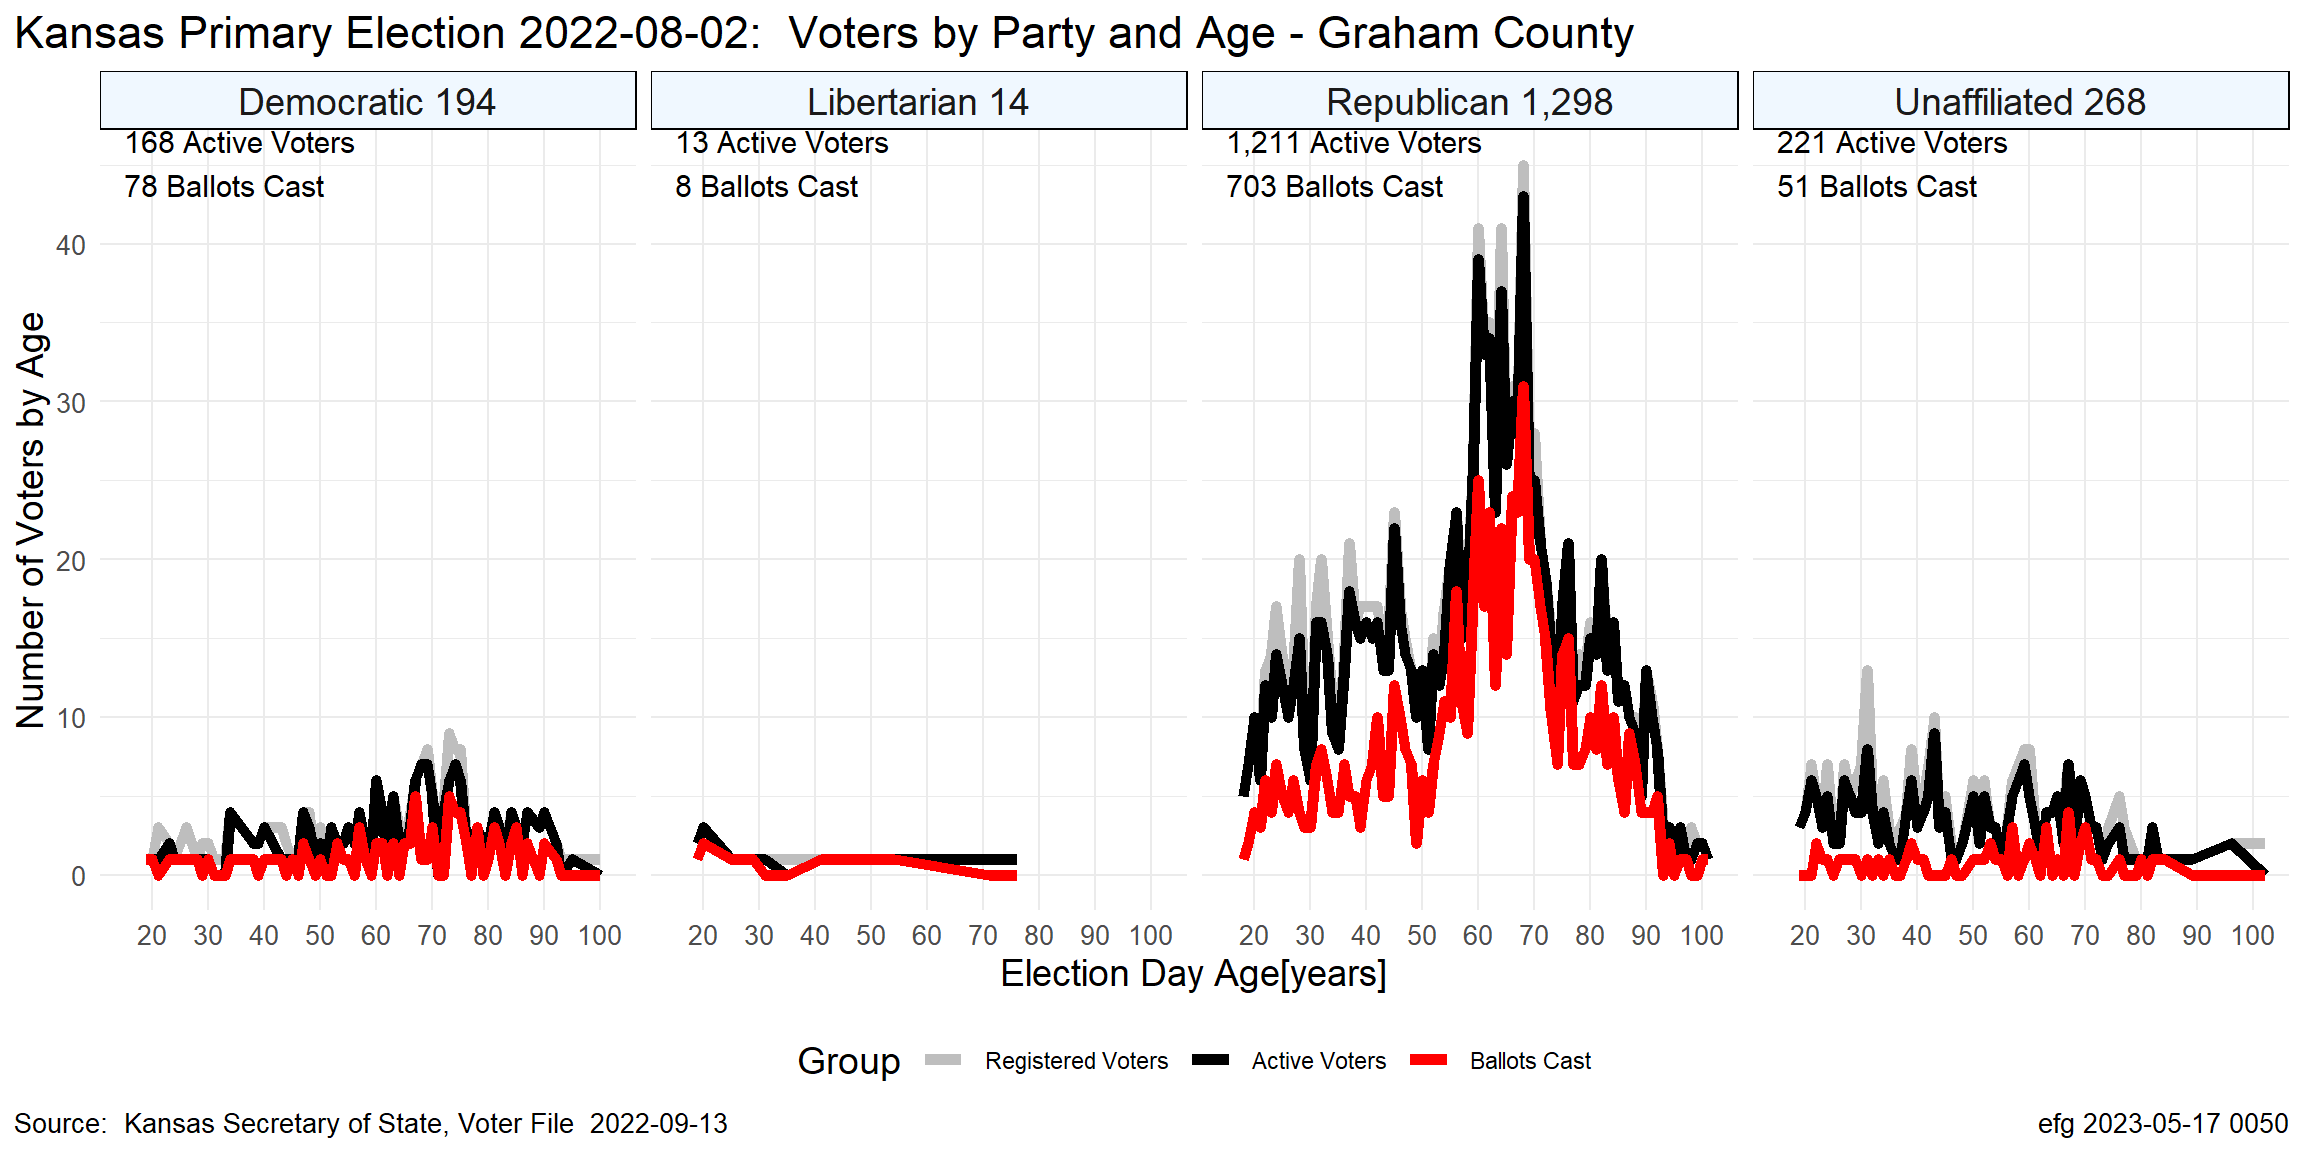 Kansas Primary Election 2022-08-02:  Voters by Party and Age - Graham County
Democratic 194
Libertarian 14
Republican 1,298
Unaffiliated 268
168 Active Voters
78 Ballots Cast
13 Active Voters
8 Ballots Cast
1,211 Active Voters
703 Ballots Cast
221 Active Voters
51 Ballots Cast
Number of Voters by Age
40
30
20
10
0
20 30 40 50 60 70 80 90 100
20 30 40 50 60 70 80 90 100
20 30 40 50 60 70 80 90 100
20 30 40 50 60 70 80 90 100
Election Day Age[years]
Group Registered Voters Active Voters Ballots Cast
Source:  Kansas Secretary of State, Voter File  2022-09-13
efg 2023-05-17 0050